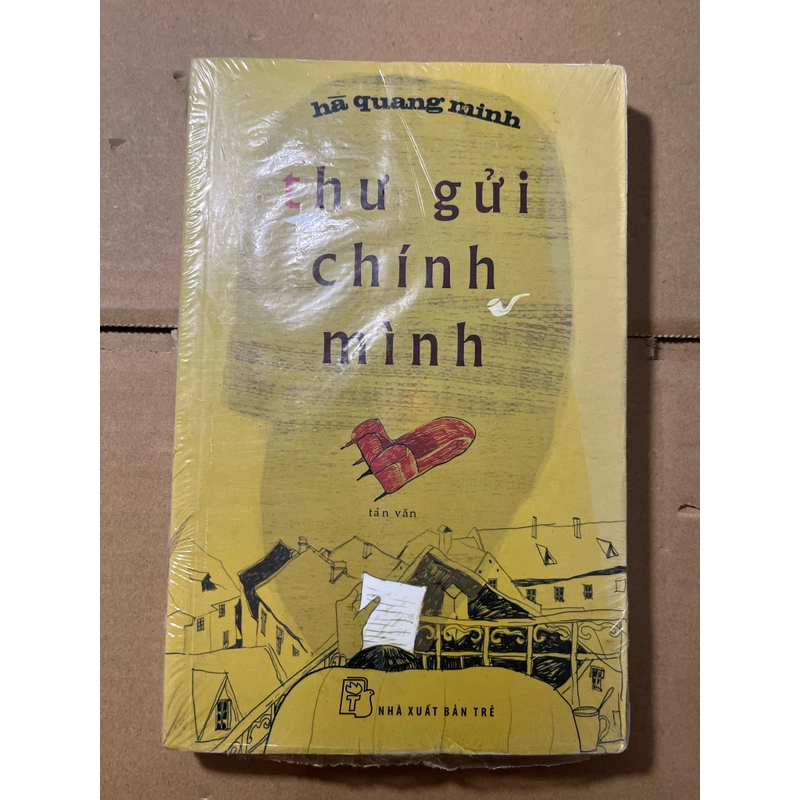 hà quang minh
thư gửi
chính
mình
tản văn
NHÀ XUẤT BẢN TRẺ